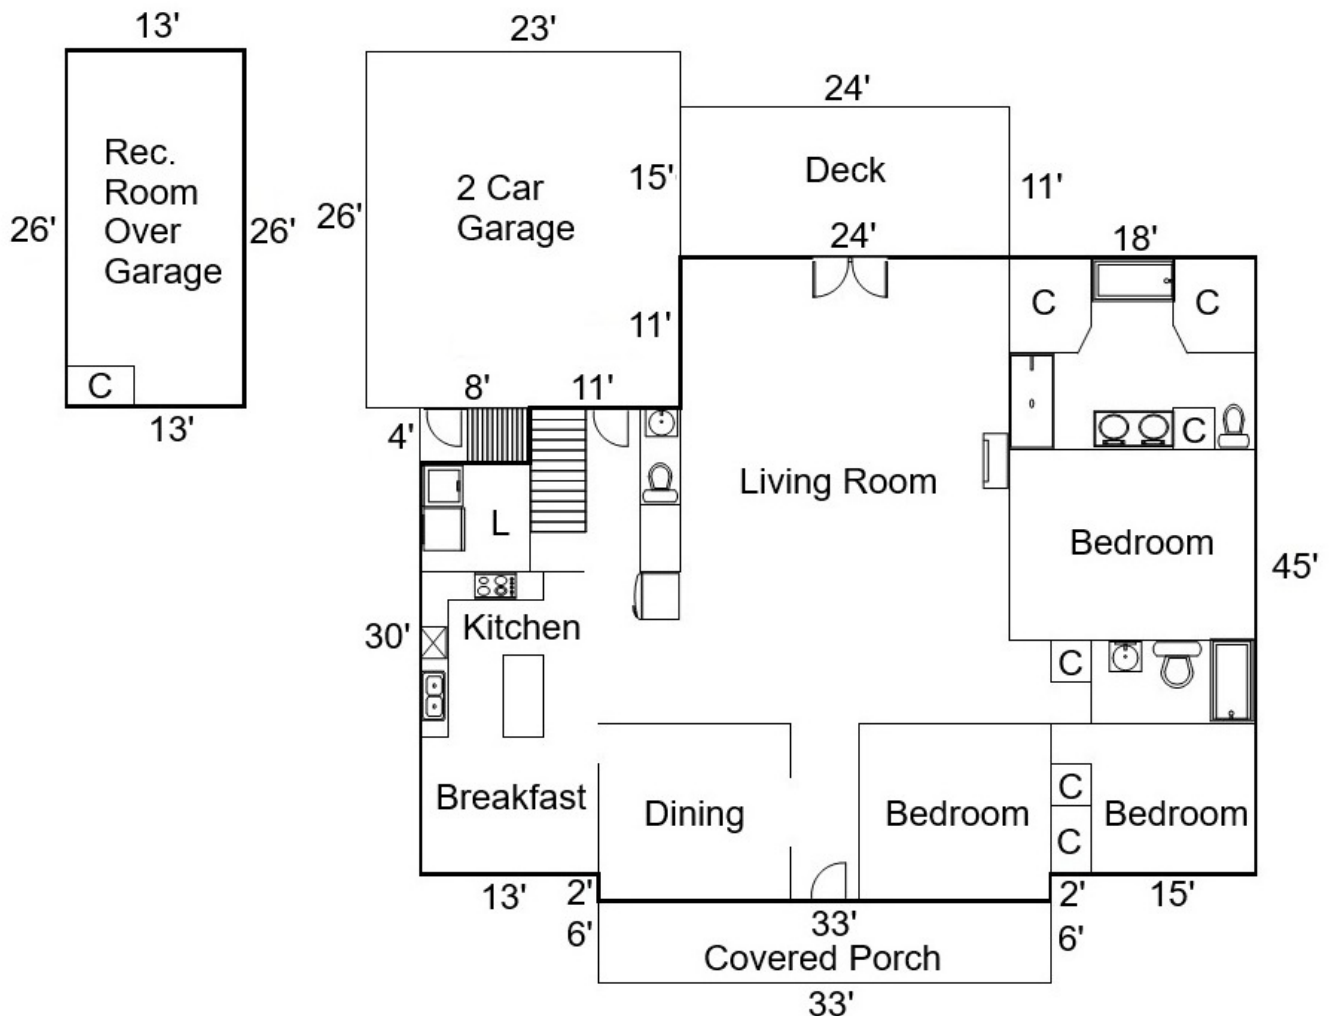 13'
23'
24'
Rec.
Room
Over
Garage
26'
26'
C
13'
2 Car
Garage
26'
15'
11'
8'
11'
4'
Deck
11'
24'
18'
C
C
C
Living Room
L
Bedroom
45'
Kitchen
30'
C
Breakfast
Dining
Bedroom
C
C
Bedroom
13'
2'
6'
33'
2'
6'
15'
Covered Porch
33'